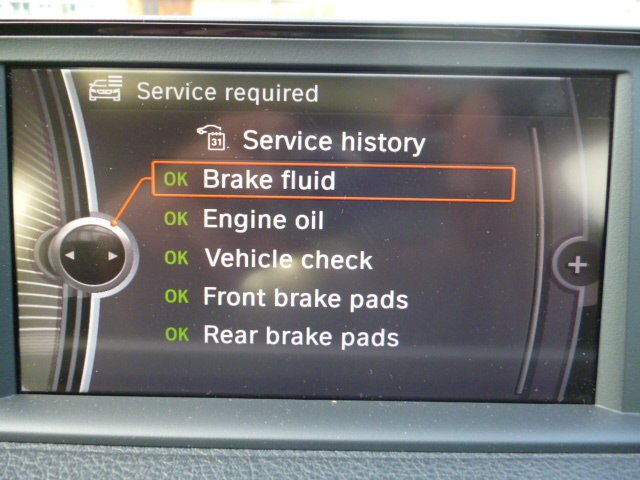 Service required
31 Service history
OK Brake fluid
OK Engine oil
OK Vehicle check
OK Front brake pads
OK Rear brake pads